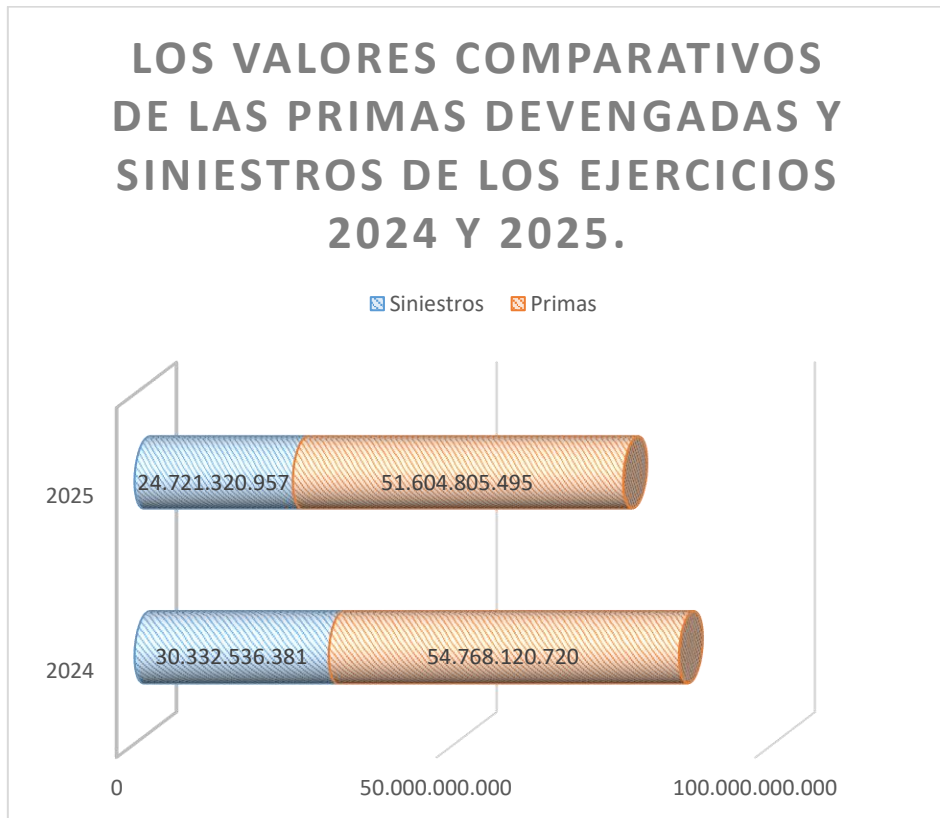 LOS VALORES COMPARATIVOS
DE LAS PRIMAS DEVENGADAS Y
SINIESTROS DE LOS EJERCICIOS
2024 Y 2025.
Siniestros Primas
2025 24.721.320.957 51.604.805.495
2024 30.332.536.381 54.768.120.720
0 50.000.000.000 100.000.000.000